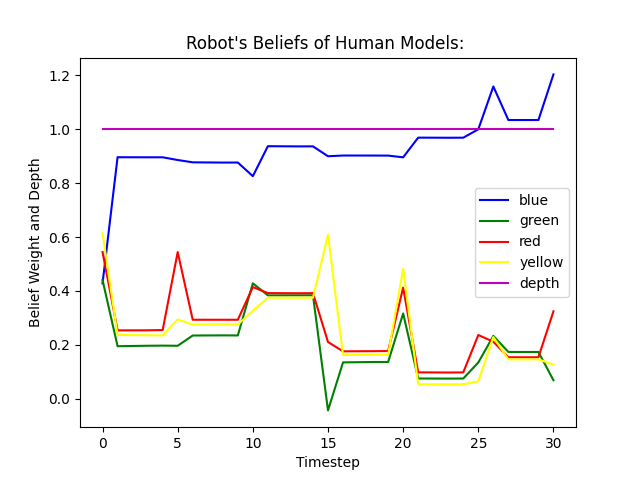 Robot's Beliefs of Human Models:
Belief Weight and Depth
1.2
1.0
0.8
0.6
0.4
0.2
0.0
blue
green
red
yellow
depth
0 5 10 15 20 25 30
Timestep